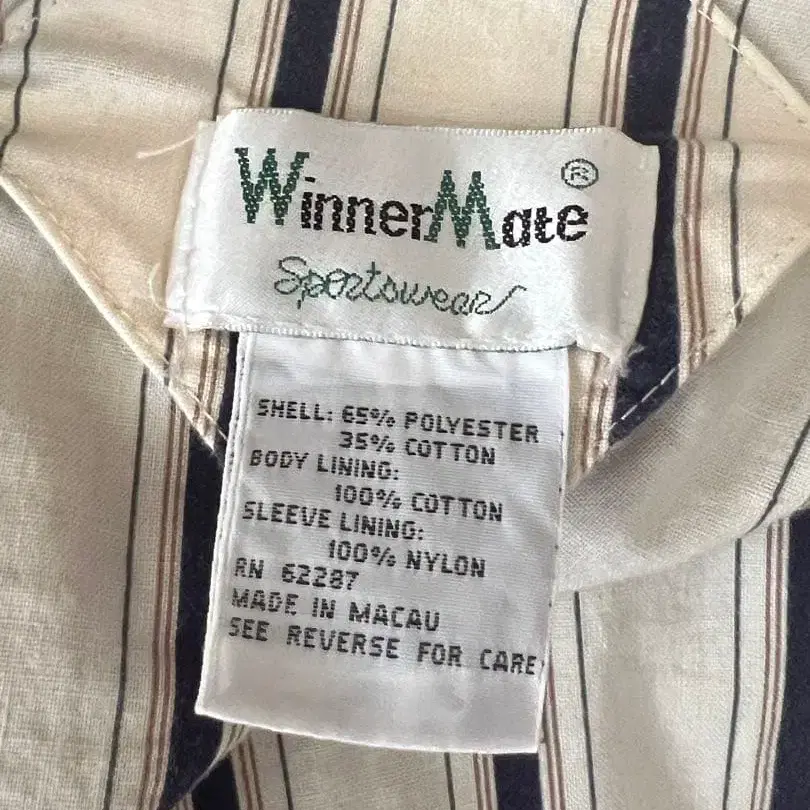 WinnerMate®
Sportswear
SHELL: 65% POLYESTER
35% COTTON
BODY LINING:
100% COTTON
SLEEVE LINING:
100% NYLON
RN 62287
MADE IN MACAU
SEE REVERSE FOR CARE